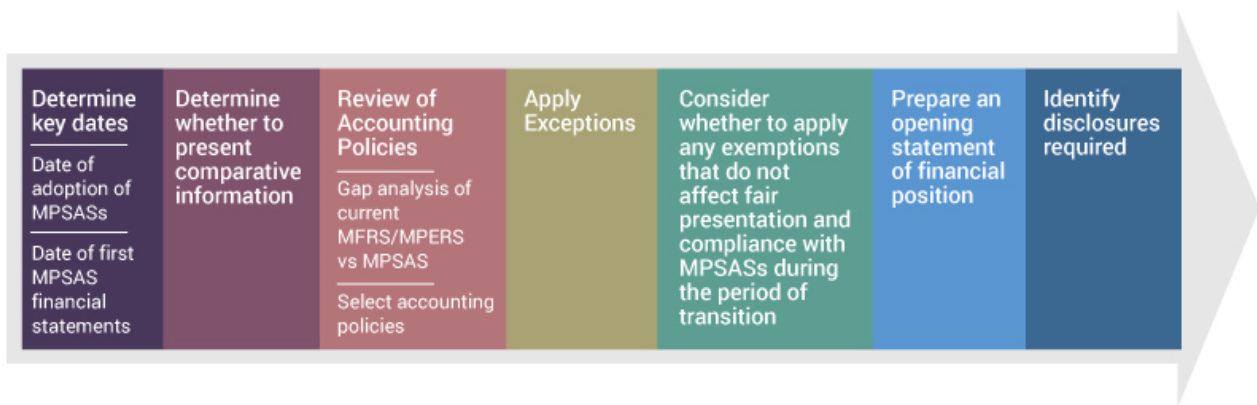 Determine
key dates
Date of
adoption of
MPSASs
Date of first
MPSAS
financial
statements
Determine
whether to
present
comparative
information
Review of
Accounting
Policies
Gap analysis of
current
MFRS/MPERS
vs MPSAS
Select accounting
policies
Apply
Exceptions
Consider
whether to apply
any exemptions
that do not
affect fair
presentation and
compliance with
MPSASs during
the period of
transition
Prepare an
opening
statement
of financial
position
Identify
disclosures
required